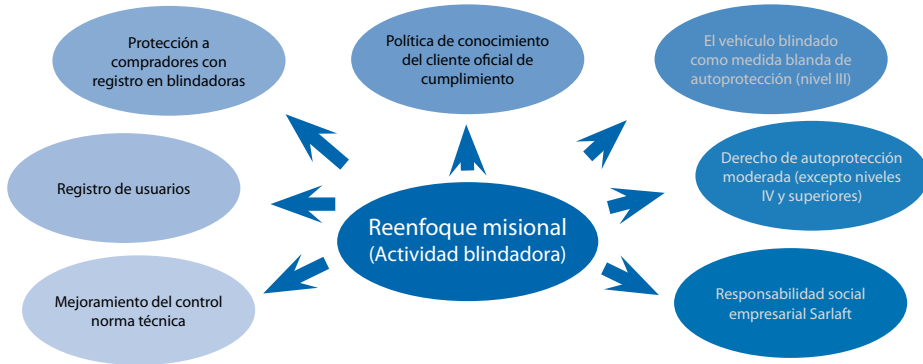 Protección a
compradores con
registro en blindadoras
Política de conocimiento
del cliente oficial de
cumplimiento
El vehículo blindado
como medida blanda de
autoprotección (nivel III)
Registro de usuarios
Derecho de autoprotección
moderada (excepto niveles
IV y superiores)
Reenfoque misional
(Actividad blindadora)
Mejoramiento del control
norma técnica
Responsabilidad social
empresarial Sarlaft